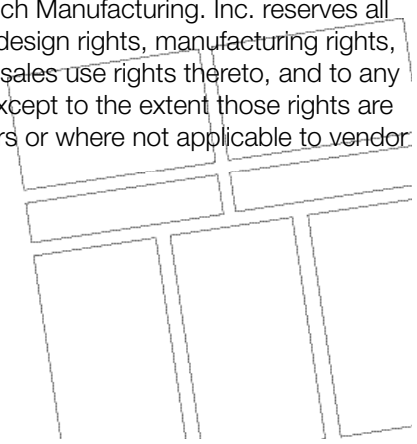 ch Manufacturing. Inc. reserves all
design rights, manufacturing rights,
sales use rights thereto, and to any
xcept to the extent those rights are
rs or where not applicable to vendor